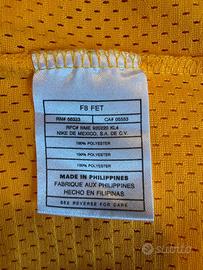 F8 FET
RN# 56323 CA# 05553
RFC# NME 920220 KL4
NIKE DE MEXICO, S.A. DE C.V.
100% POLYESTER
100% POLYESTER
100% POLYESTER
MADE IN PHILIPPINES
FABRIQUE AUX PHILIPPINES
HECHO EN FILIPINAS
SEE REVERSE FOR CARE
subito